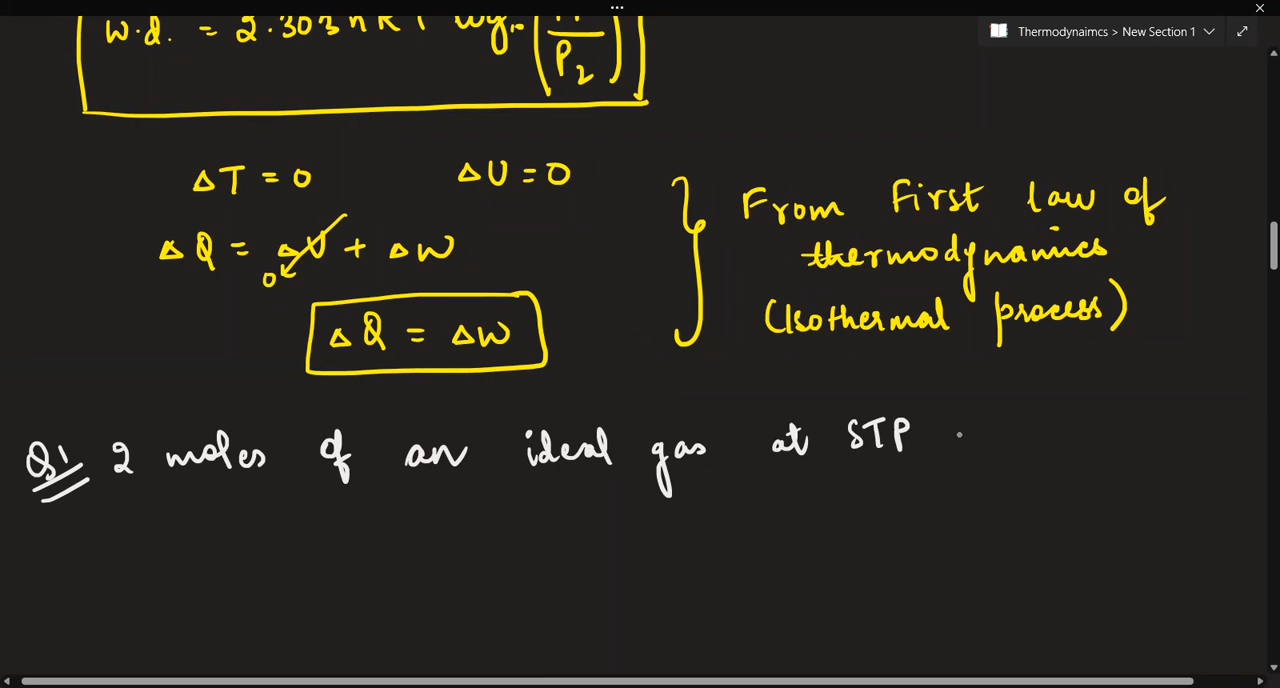 Thermodynaimcs > New Section 1
w.d. = 2.303 n R T log₁₀ (P₁/P₂)
ΔT = 0 ΔU = 0
ΔQ = ΔU + ΔW
0
ΔQ = ΔW
From First law of
thermodynamics
(Isothermal process)
Q1 2 moles of an ideal gas at STP